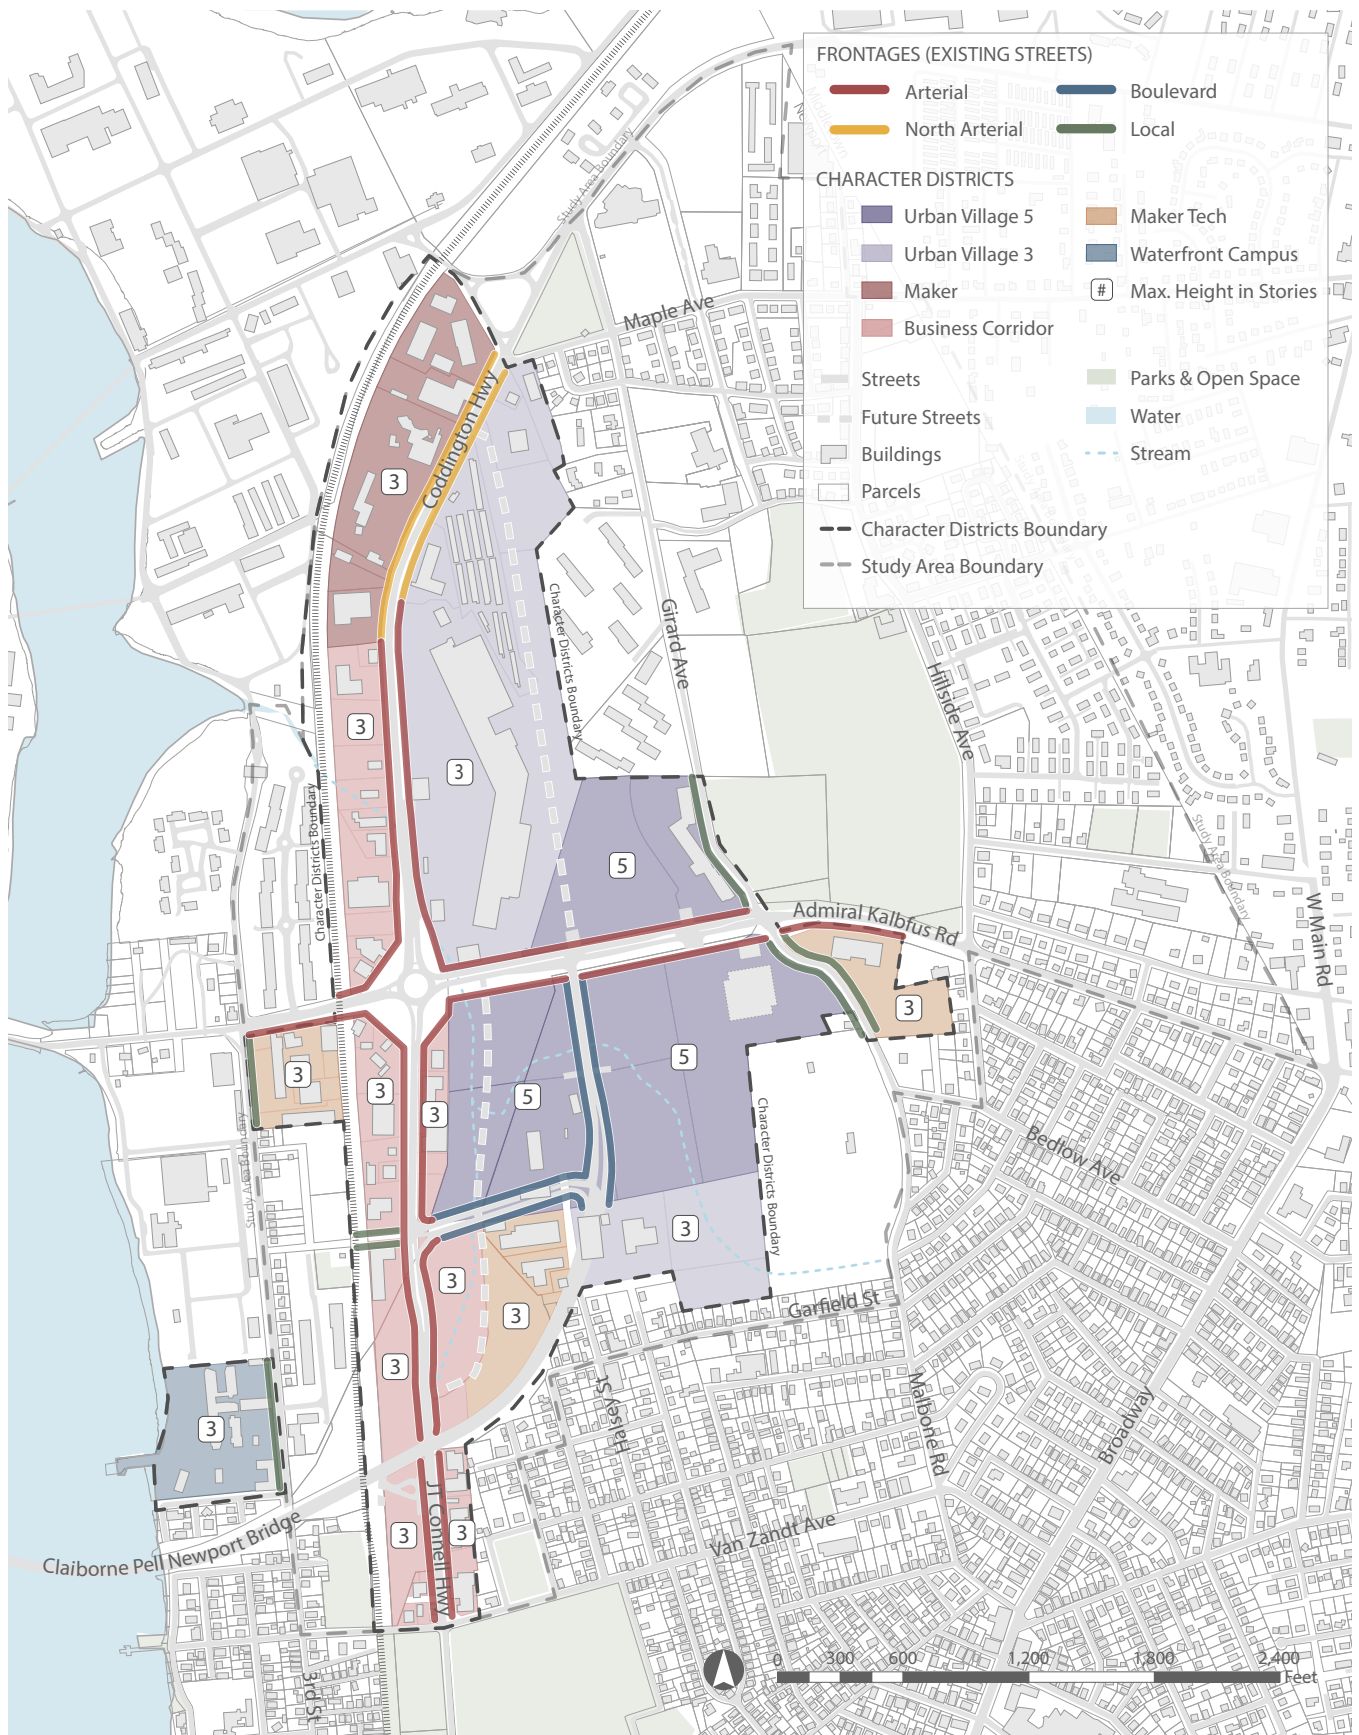 FRONTAGES (EXISTING STREETS)
Arterial
Boulevard
North Arterial
Local
CHARACTER DISTRICTS
Urban Village 5
Maker Tech
Urban Village 3
Waterfront Campus
Maker
# Max. Height in Stories
Business Corridor
Streets
Parks & Open Space
Future Streets
Water
Buildings
Stream
Parcels
Character Districts Boundary
Study Area Boundary
Study Area Boundary
Middletown
Maple Ave
Coddington Hwy
3
Character Districts Boundary
Girard Ave
Hillside Ave
3
3
Character Districts Boundary
5
Study Area Boundary
Admiral Kalbfus Rd
W Main Rd
3
3
3
3
5
5
Study Area Boundary
Character Districts Boundary
Bedlow Ave
3
3
3
Garfield St
3
Halsey St
Malbone Rd
Broadway
3
JT Connell Hwy
3
3
Van Zandt Ave
Claiborne Pell Newport Bridge
3rd St
0 300 600 1,200 1,800 2,400
Feet